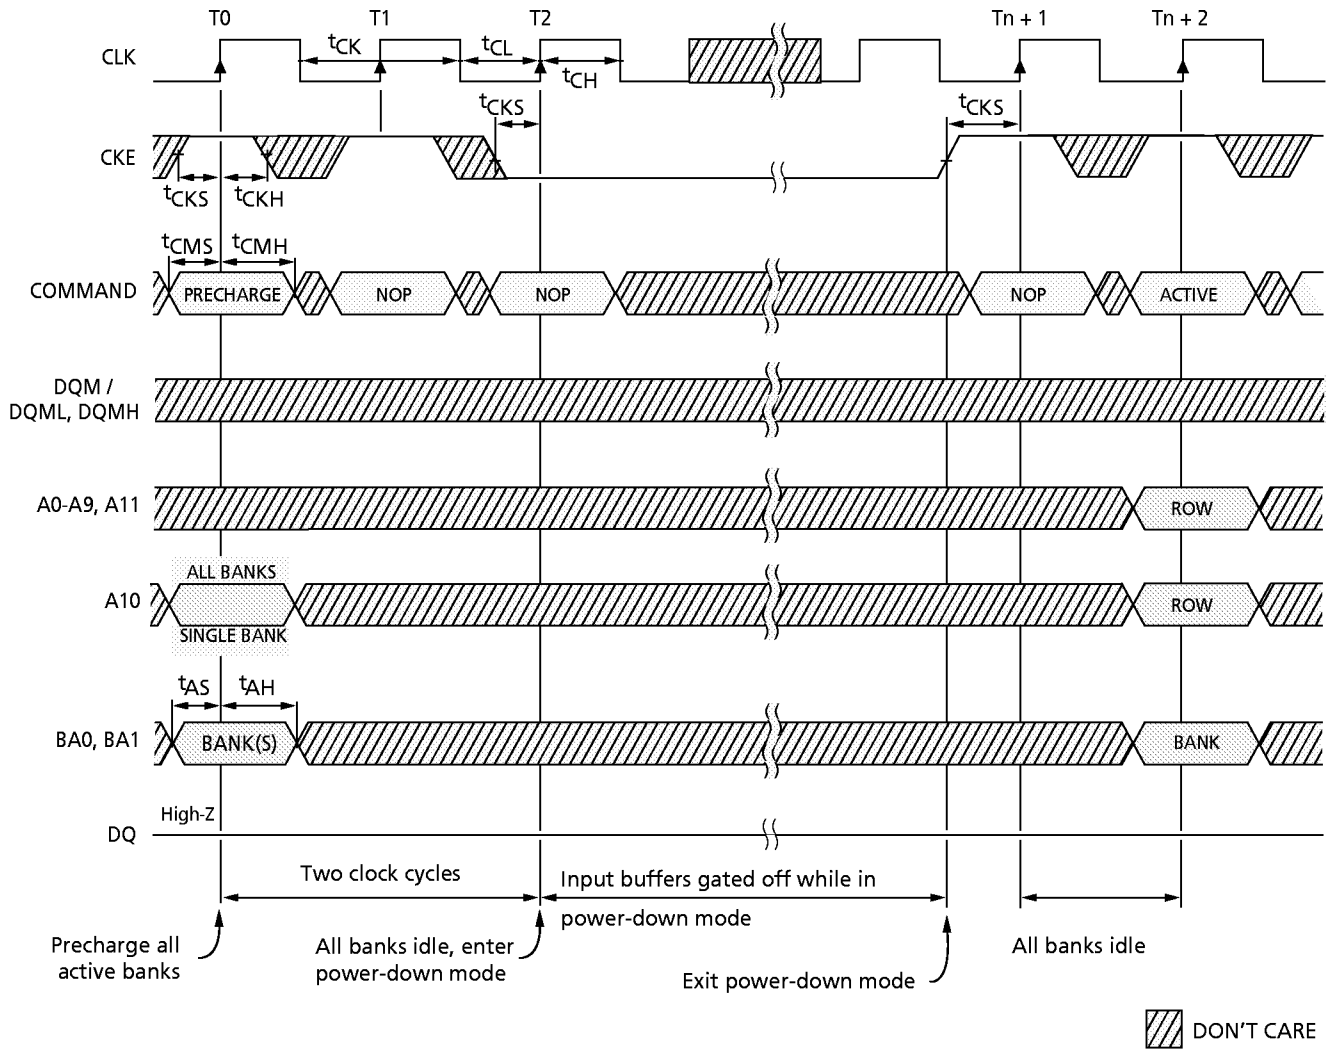 T0 T1 T2 Tn + 1 Tn + 2
CLK
tCK tCL
tCH
tCKS tCKS
CKE
tCKS tCKH
tCMS tCMH
COMMAND PRECHARGE NOP NOP NOP ACTIVE
DQM /
DQML, DQMH
A0-A9, A11 ROW
ALL BANKS
A10 ROW
SINGLE BANK
tAS tAH
BA0, BA1 BANK(S) BANK
High-Z
DQ
Two clock cycles
Input buffers gated off while in
power-down mode
Precharge all
active banks
All banks idle, enter
power-down mode
Exit power-down mode
All banks idle
DON'T CARE